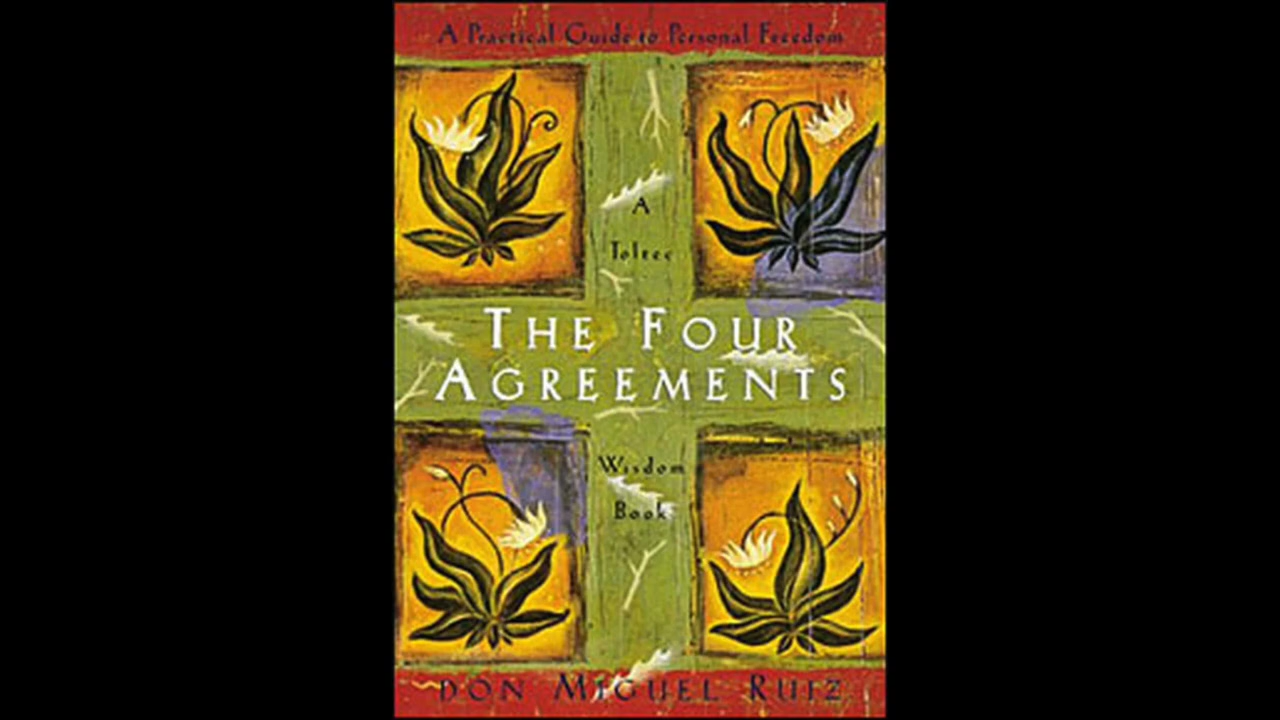 A Practical Guide to Personal Freedom
A
Toltec
THE FOUR
AGREEMENTS
Wisdom
Book
DON MIGUEL RUIZ